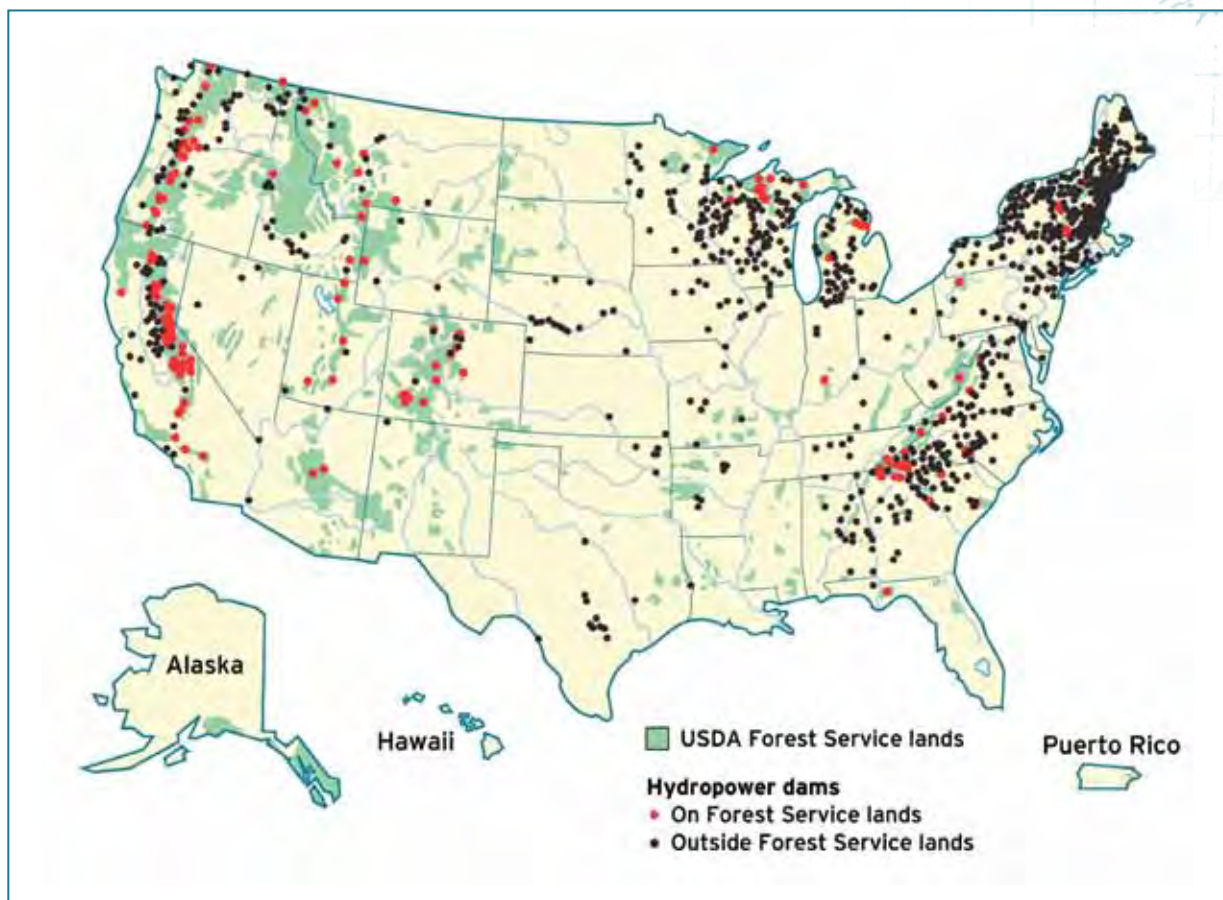 Alaska
Hawaii
USDA Forest Service lands
Puerto Rico
Hydropower dams
On Forest Service lands
Outside Forest Service lands